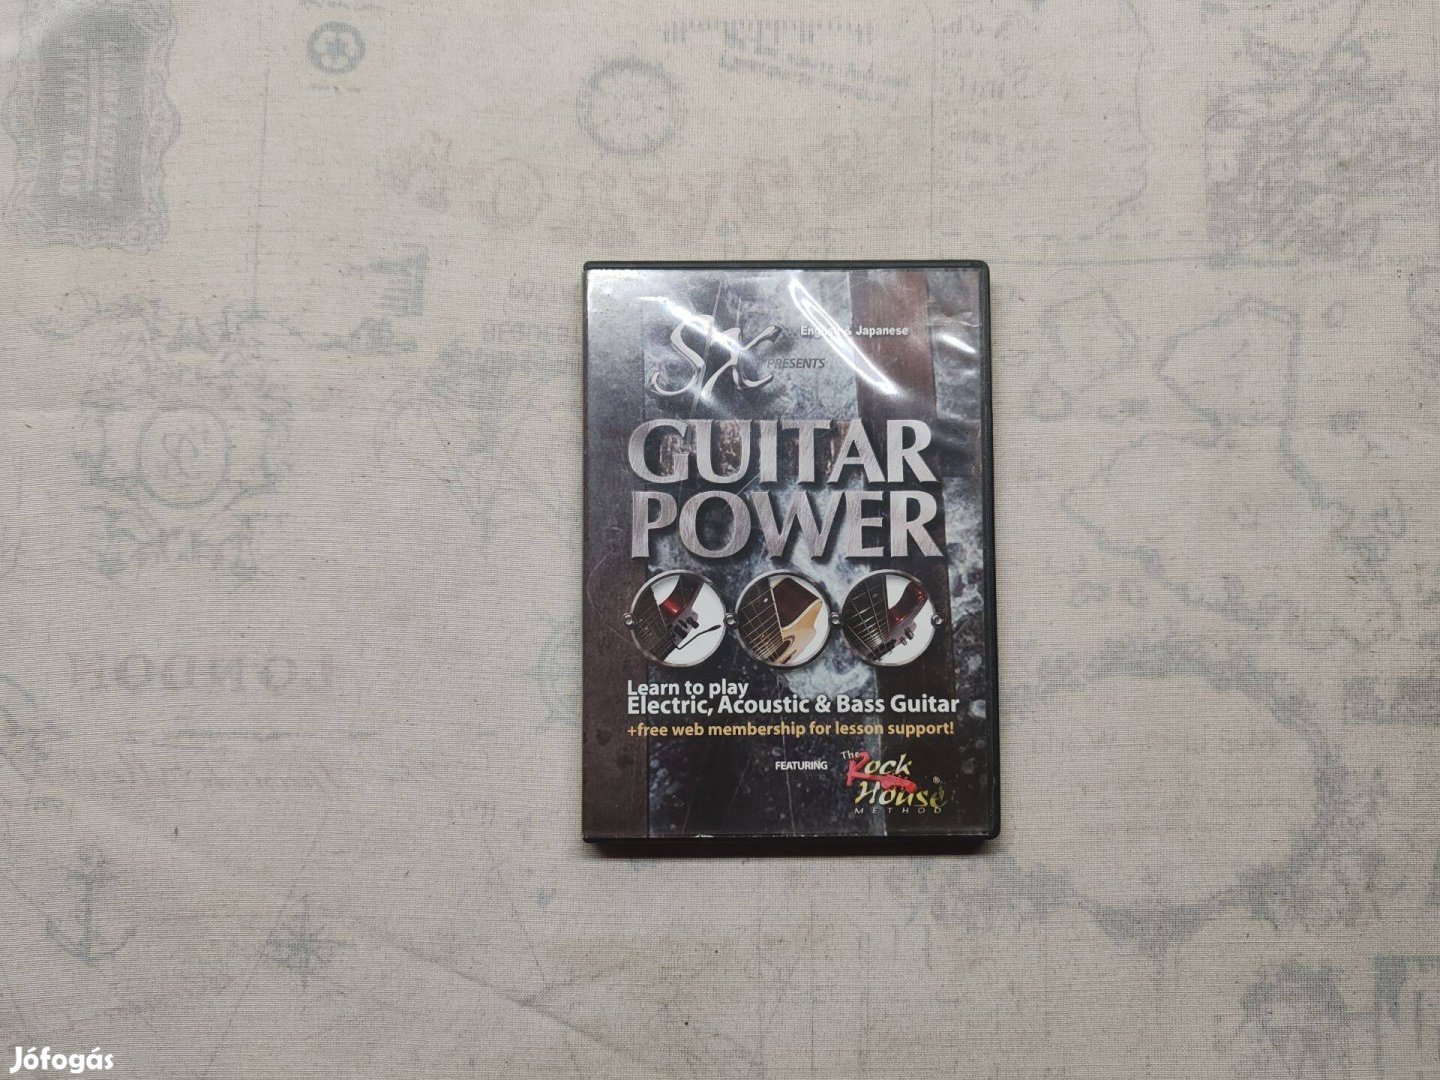 SX
English & Japanese
PRESENTS
GUITAR
POWER
Learn to play
Electric, Acoustic & Bass Guitar
+free web membership for lesson support!
FEATURING
The
Rock
House®
METHOD
Jófogás